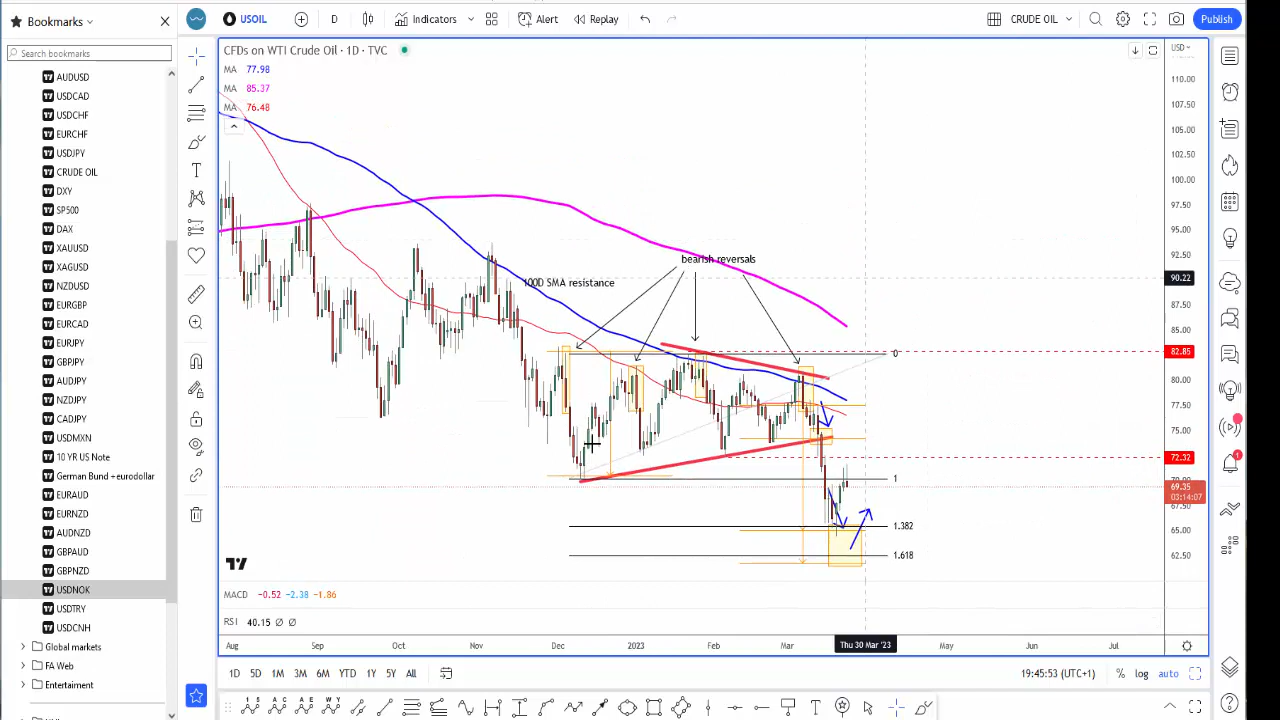 Bookmarks
USOIL
D
Indicators
Alert
Replay
CRUDE OIL
Publish
Search bookmarks
CFDs on WTI Crude Oil · 1D · TVC
USD
MA 77.98
MA 85.37
MA 76.48
AUDUSD
USDCAD
USDCHF
EURCHF
USDJPY
CRUDE OIL
DXY
SP500
DAX
XAUUSD
XAGUSD
NZDUSD
EURGBP
EURCAD
EURJPY
GBPJPY
AUDJPY
NZDJPY
CADJPY
USDMXN
10 YR US Note
German Bund +eurodollar
EURAUD
EURNZD
AUDNZD
GBPAUD
GBPNZD
USDNOK
USDTRY
USDCNH
Global markets
FA Web
Entertaiment
bearish reversals
100D SMA resistance
0
1
1.382
1.618
110.00
107.50
105.00
102.50
100.00
97.50
95.00
92.50
90.22
87.50
85.00
82.85
80.00
77.50
75.00
72.32
69.35
03:14:07
67.50
65.00
62.50
MACD −0.52 −2.38 −1.86
RSI 40.15 ∅ ∅
Aug
Sep
Oct
Nov
Dec
2023
Feb
Mar
Thu 30 Mar '23
May
Jun
Jul
1D 5D 1M 3M 6M YTD 1Y 5Y All
19:45:53 (UTC+1)
% log auto